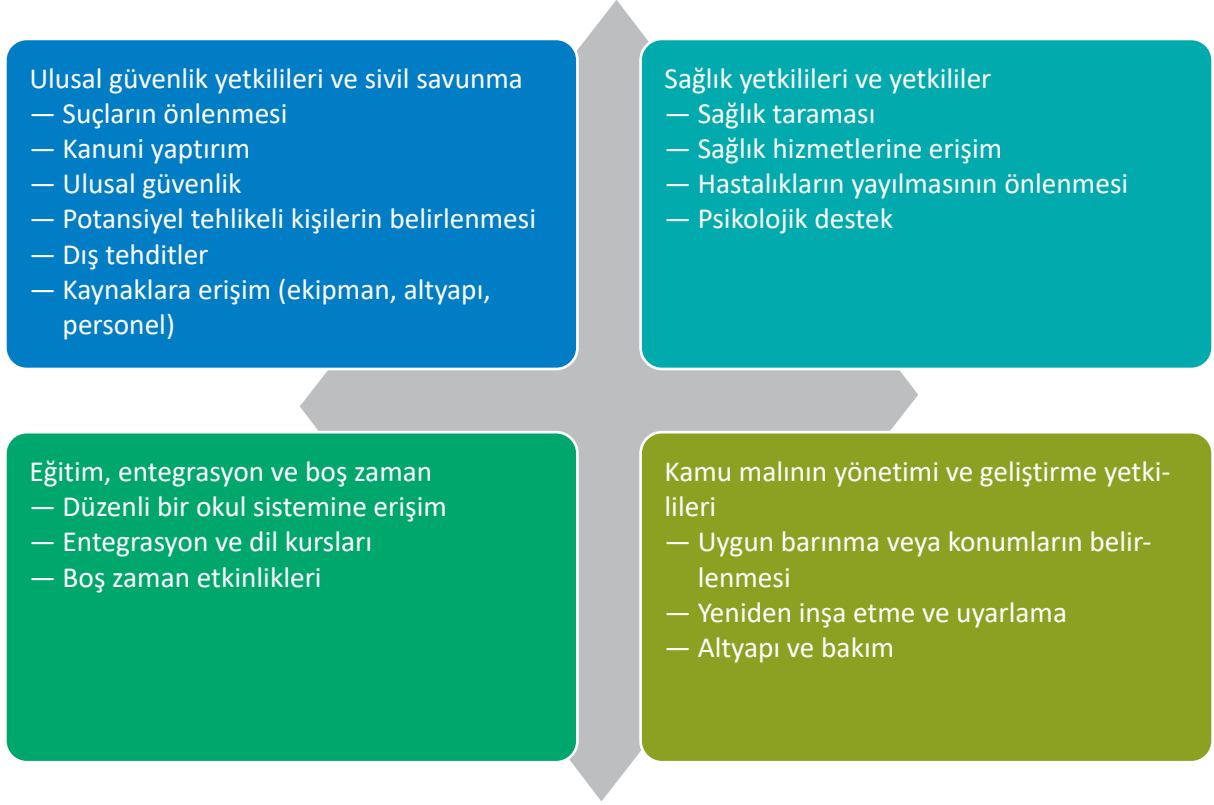 Ulusal güvenlik yetkilileri ve sivil savunma
— Suçların önlenmesi
— Kanuni yaptırım
— Ulusal güvenlik
— Potansiyel tehlikeli kişilerin belirlenmesi
— Dış tehditler
— Kaynaklara erişim (ekipman, altyapı,
personel)
Sağlık yetkilileri ve yetkililer
— Sağlık taraması
— Sağlık hizmetlerine erişim
— Hastalıkların yayılmasının önlenmesi
— Psikolojik destek
Eğitim, entegrasyon ve boş zaman
— Düzenli bir okul sistemine erişim
— Entegrasyon ve dil kursları
— Boş zaman etkinlikleri
Kamu malının yönetimi ve geliştirme yetki-
lileri
— Uygun barınma veya konumların belir-
lenmesi
— Yeniden inşa etme ve uyarlama
— Altyapı ve bakım